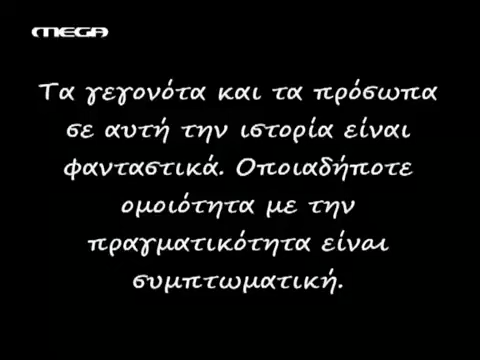 MEGA
Τα γεγονότα και τα πρόσωπα
σε αυτή την ιστορία είναι
φανταστικά. Οποιαδήποτε
ομοιότητα με την
πραγματικότητα είναι
συμπτωματική.